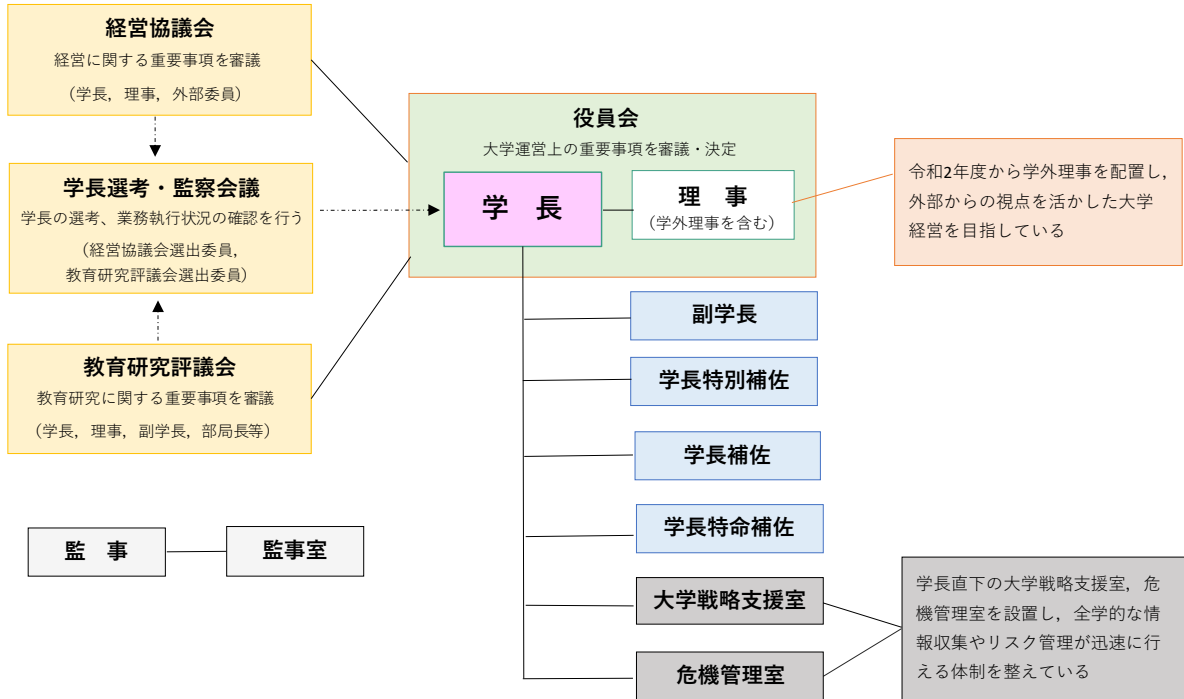 経営協議会
経営に関する重要事項を審議
（学長，理事，外部委員）
学長選考・監察会議
学長の選考、業務執行状況の確認を行う
（経営協議会選出委員，
教育研究評議会選出委員）
教育研究評議会
教育研究に関する重要事項を審議
（学長，理事，副学長，部局長等）
監　事
監事室
役員会
大学運営上の重要事項を審議・決定
学　長
理　事
（学外理事を含む）
令和2年度から学外理事を配置し，
外部からの視点を活かした大学
経営を目指している
副学長
学長特別補佐
学長補佐
学長特命補佐
大学戦略支援室
危機管理室
学長直下の大学戦略支援室，危
機管理室を設置し，全学的な情
報収集やリスク管理が迅速に行
える体制を整えている